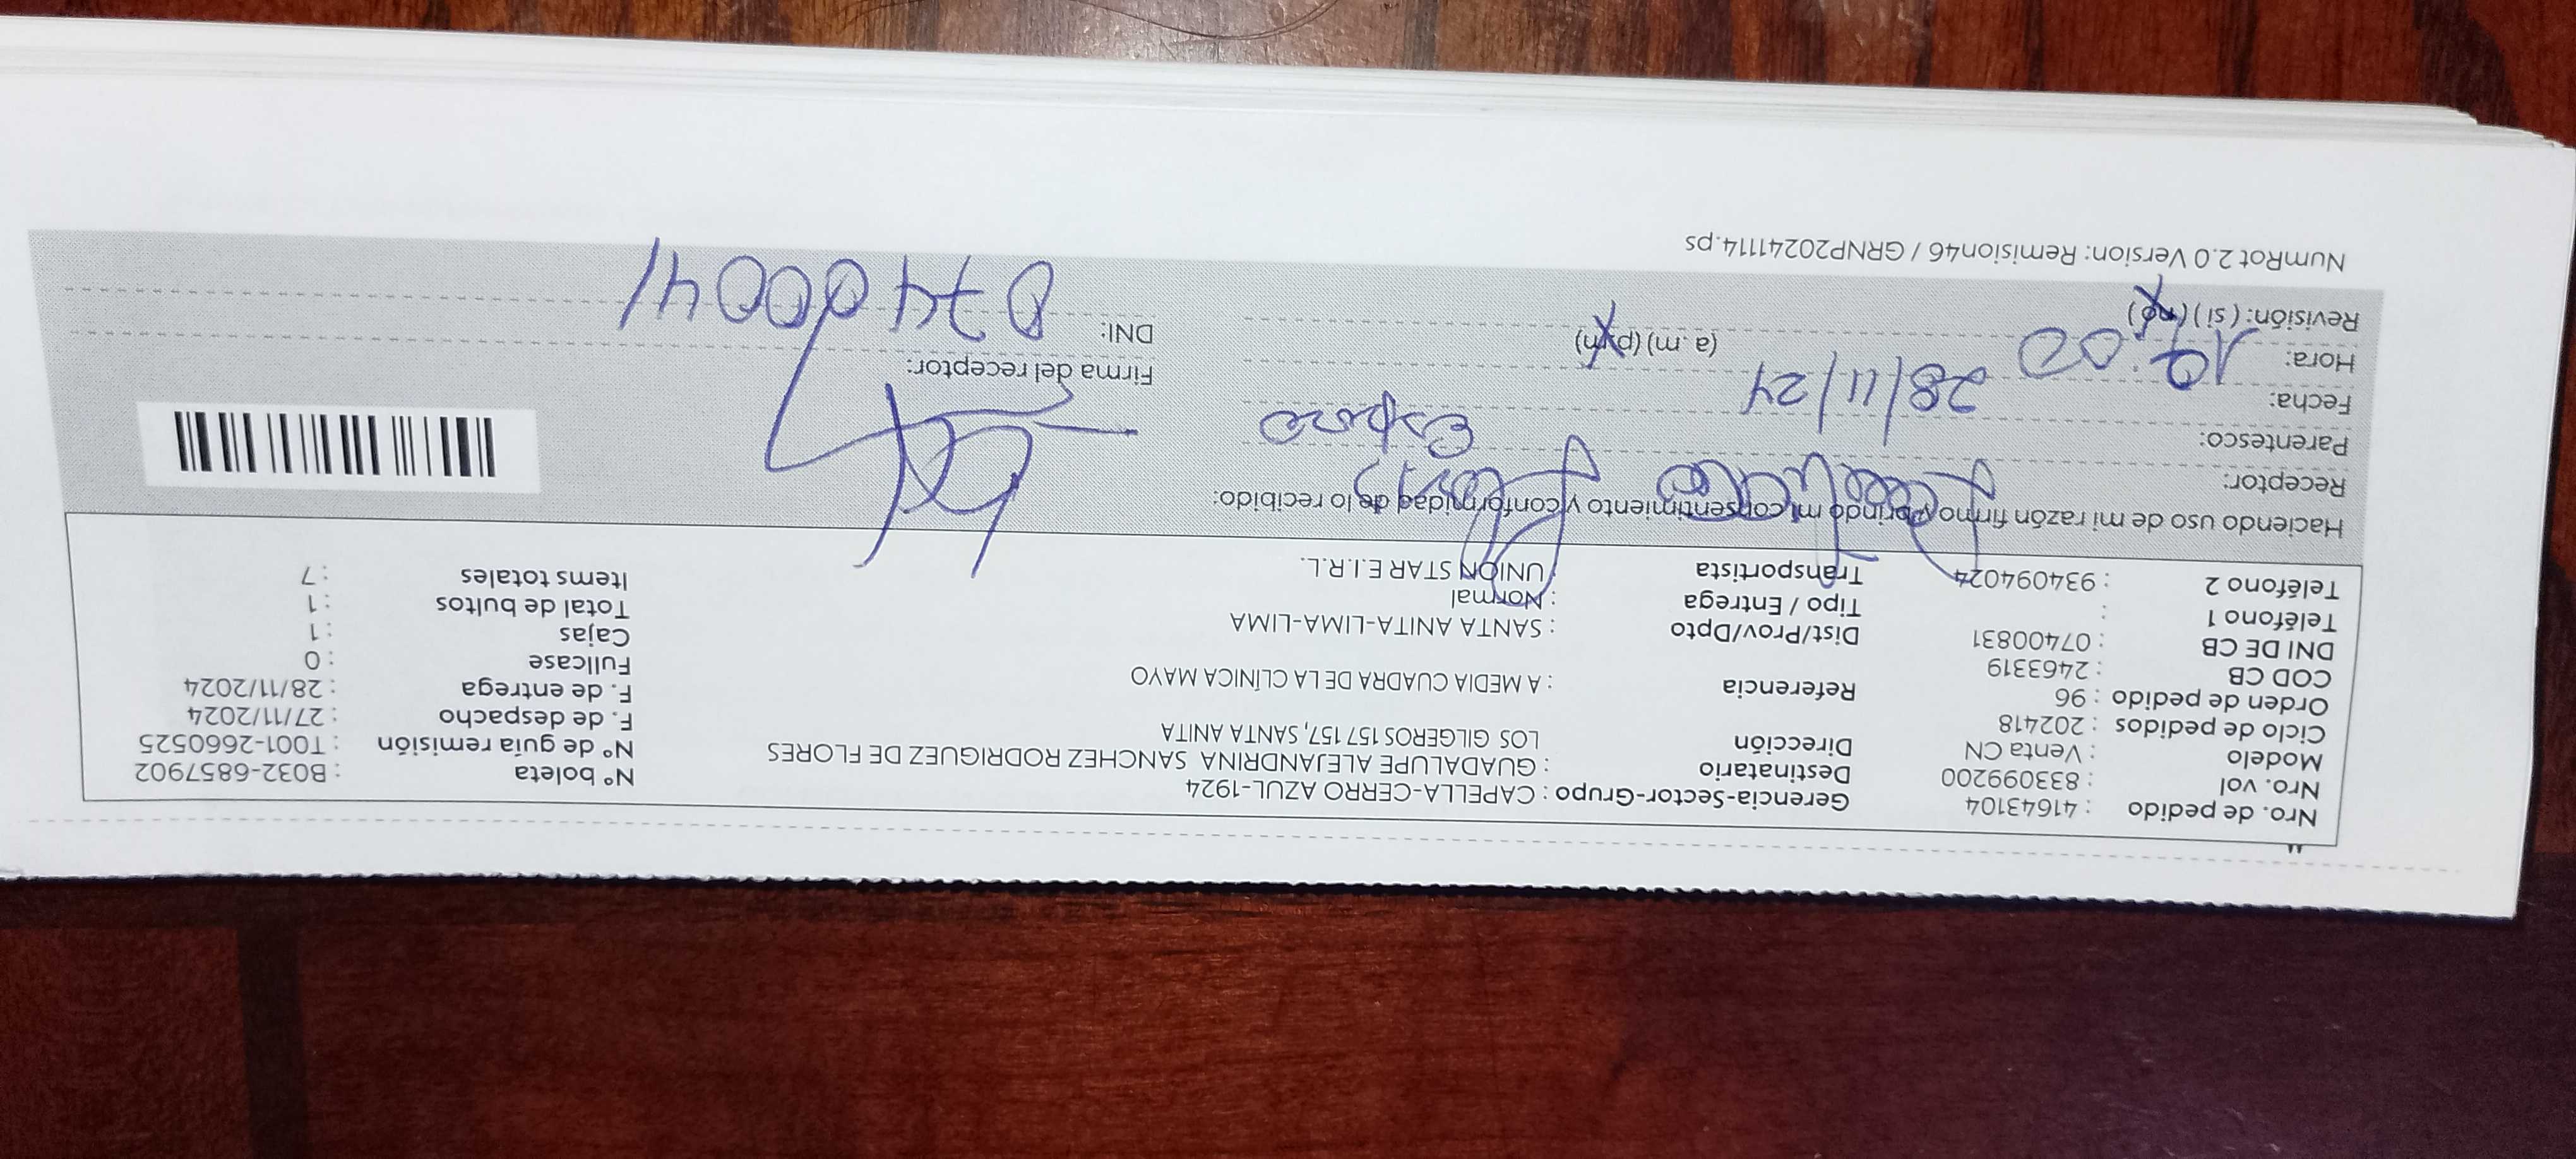 Nro. de pedido : 41643104 Gerencia-Sector-Grupo : CAPELLA-CERRO AZUL-1924 Nº boleta : B032-6857902
Nro. vol : 833099200 Destinatario : GUADALUPE ALEJANDRINA SANCHEZ RODRIGUEZ DE FLORES Nº de guía remisión : T001-2660525
Modelo : Venta CN Dirección LOS GILGEROS 157 157, SANTA ANITA F. de despacho : 27/11/2024
Ciclo de pedidos : 202418 F. de entrega : 28/11/2024
Orden de pedido : 96 Referencia : A MEDIA CUADRA DE LA CLÍNICA MAYO Fullcase : 0
COD CB : 2463319 Cajas : 1
DNI DE CB : 07400831 Dist/Prov/Dpto : SANTA ANITA-LIMA-LIMA Total de bultos : 1
Teléfono 1 : Tipo / Entrega : Normal Items totales : 7
Teléfono 2 : 934094024 Transportista : UNION STAR E.I.R.L.
Haciendo uso de mi razón firmo y brindo mi consentimiento y conformidad de lo recibido:
Receptor: Flores
Parentesco: Esposo
Fecha: 28/11/24 Firma del receptor:
Hora: 19:00 (a.m) (p.m) DNI: 07400041
Revisión: (si) (no)
NumRot 2.0 Version: Remision46 / GRNP20241114.ps